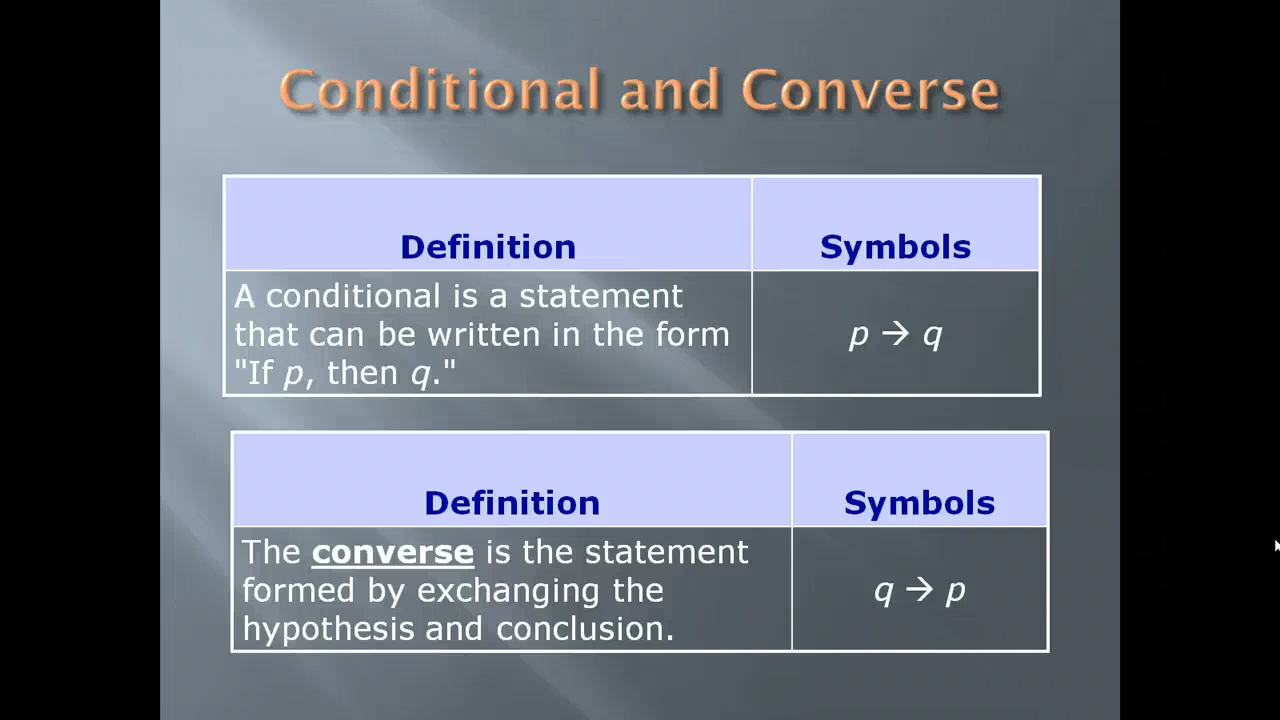 Conditional and Converse
Definition
Symbols
A conditional is a statement
that can be written in the form
"If p, then q."
p → q
Definition
Symbols
The converse is the statement
formed by exchanging the
hypothesis and conclusion.
q → p